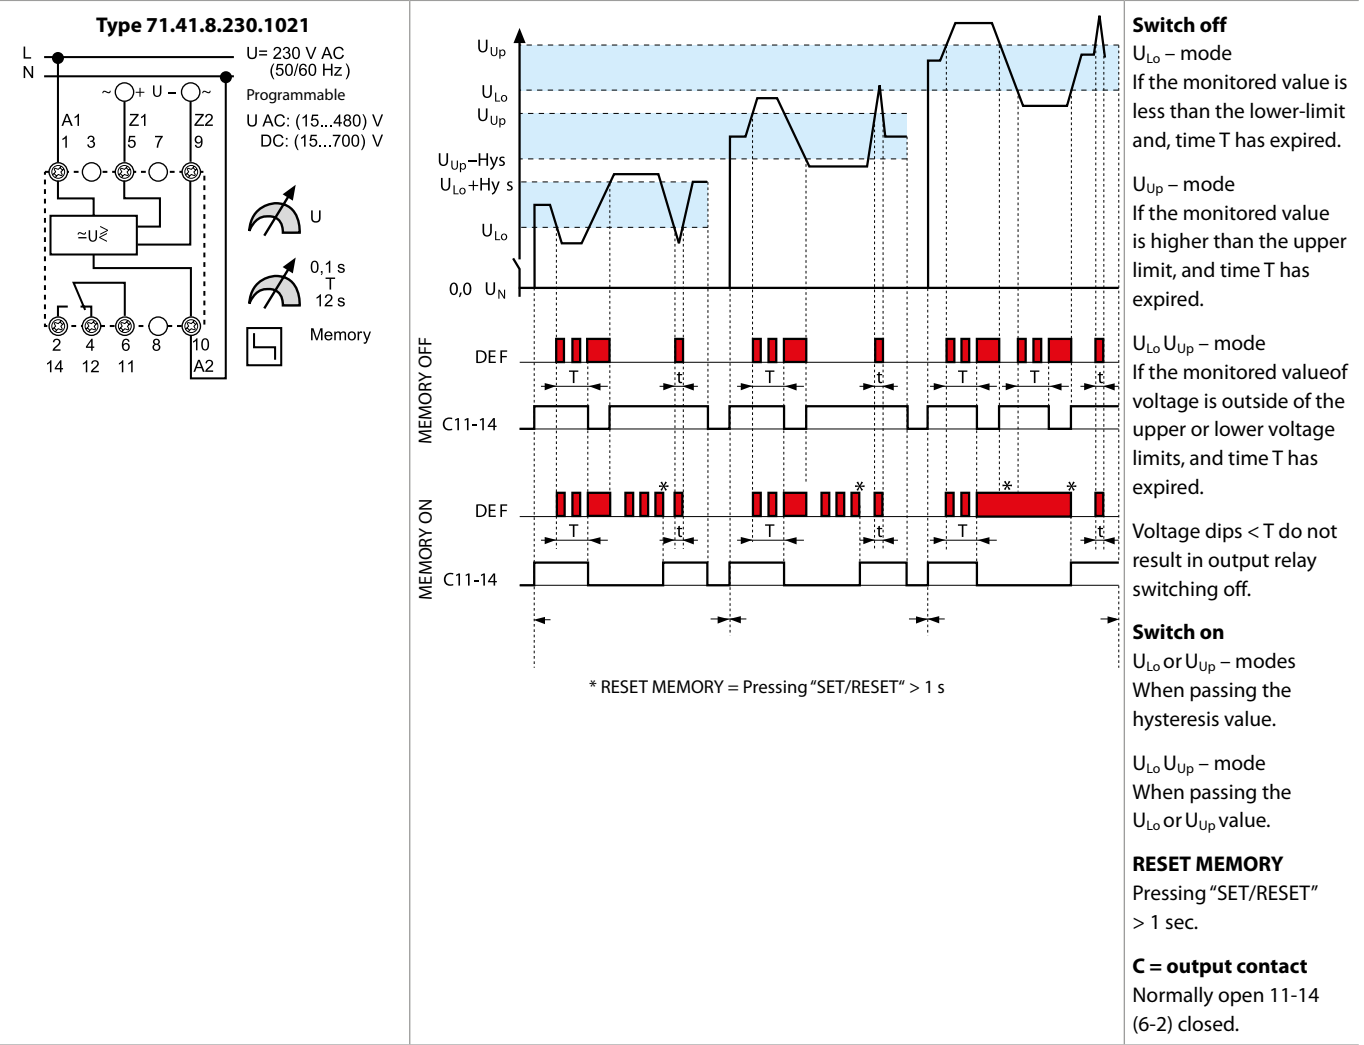 Type 71.41.8.230.1021
L
N
U= 230 V AC
(50/60 Hz)
~ + U – ~
Programmable
U AC: (15...480) V
DC: (15...700) V
A1 Z1 Z2
1 3 5 7 9
≃U≷
U
0,1 s
T
12 s
Memory
2 4 6 8 10
14 12 11 A2
UUp
ULo
UUp
UUp–Hys
ULo+Hy s
ULo
0,0 UN
MEMORY OFF
DEF
T t T t T T t
C11-14
MEMORY ON
* * * *
DEF
T t T t T t
C11-14
* RESET MEMORY = Pressing “SET/RESET“ > 1 s
Switch off
ULo – mode
If the monitored value is
less than the lower-limit
and, time T has expired.
UUp – mode
If the monitored value
is higher than the upper
limit, and time T has
expired.
ULo UUp – mode
If the monitored valueof
voltage is outside of the
upper or lower voltage
limits, and time T has
expired.
Voltage dips < T do not
result in output relay
switching off.
Switch on
ULo or UUp – modes
When passing the
hysteresis value.
ULo UUp – mode
When passing the
ULo or UUp value.
RESET MEMORY
Pressing “SET/RESET”
> 1 sec.
C = output contact
Normally open 11-14
(6-2) closed.